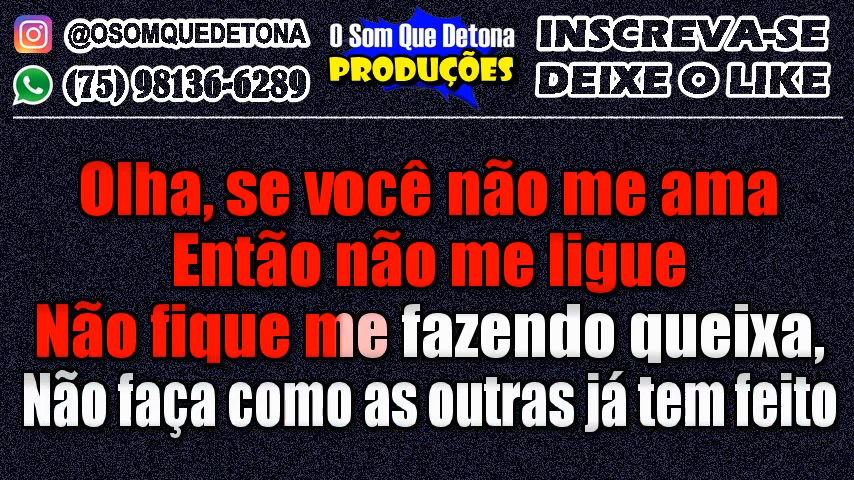 @OSOMQUEDETONA
(75) 98136-6289
O Som Que Detona
PRODUÇÕES
INSCREVA-SE
DEIXE O LIKE
Olha, se você não me ama
Então não me ligue
Não fique me fazendo queixa,
Não faça como as outras já tem feito